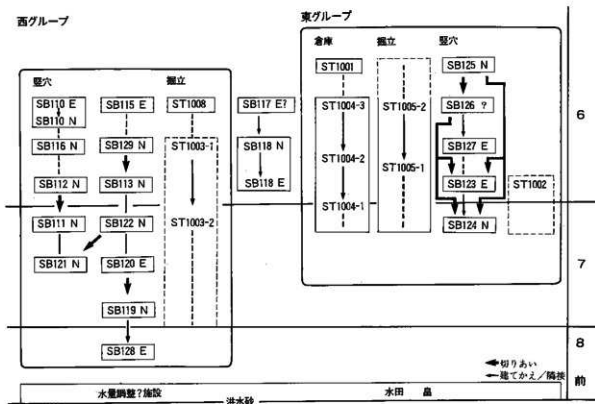 西グループ
竪穴
掘立
SB110 E
SB110 N
SB116 N
SB112 N
SB111 N
SB121 N
SB115 E
SB129 N
SB113 N
SB122 N
SB120 E
SB119 N
SB128 E
ST1008
ST1003-1
ST1003-2
SB117 E?
SB118 N
SB118 E
東グループ
倉庫
掘立
竪穴
ST1001
ST1004-3
ST1004-2
ST1004-1
ST1005-2
ST1005-1
SB125 N
SB126 ?
SB127 E
SB123 E
SB124 N
ST1002
6
7
8
前
切りあい
建てかえ/隣接
水量調整?施設
水田 畠
洪水砂